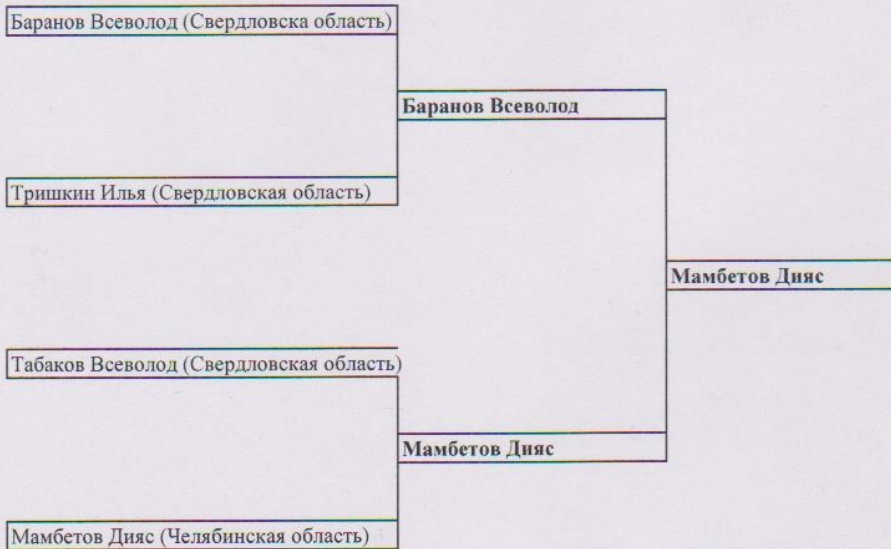 Баранов Всеволод (Свердловска область)
Баранов Всеволод
Тришкин Илья (Свердловская область)
Мамбетов Дияс
Табаков Всеволод (Свердловская область)
Мамбетов Дияс
Мамбетов Дияс (Челябинская область)